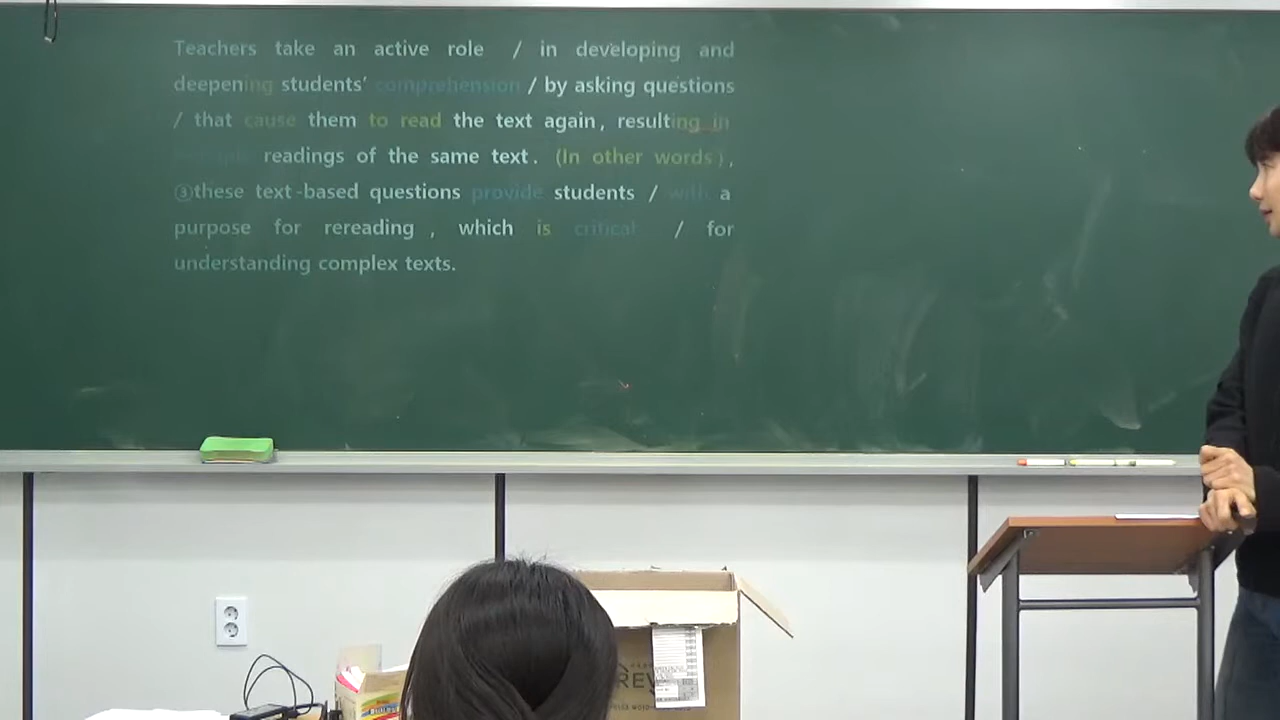 Teachers take an active role / in developing and
deepening students' comprehension / by asking questions
/ that cause them to read the text again, resulting in
readings of the same text. (In other words),
③these text-based questions provide students / with a
purpose for rereading, which is critical / for
understanding complex texts.